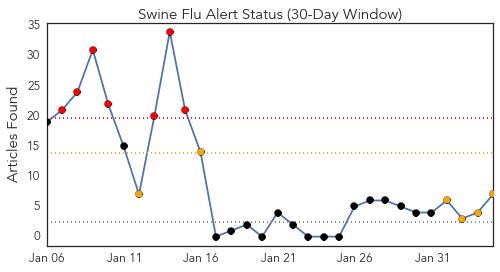 Swine Flu Alert Status (30-Day Window)
Articles Found
35
30
25
20
15
10
5
0
Jan 06 Jan 11 Jan 16 Jan 21 Jan 26 Jan 31